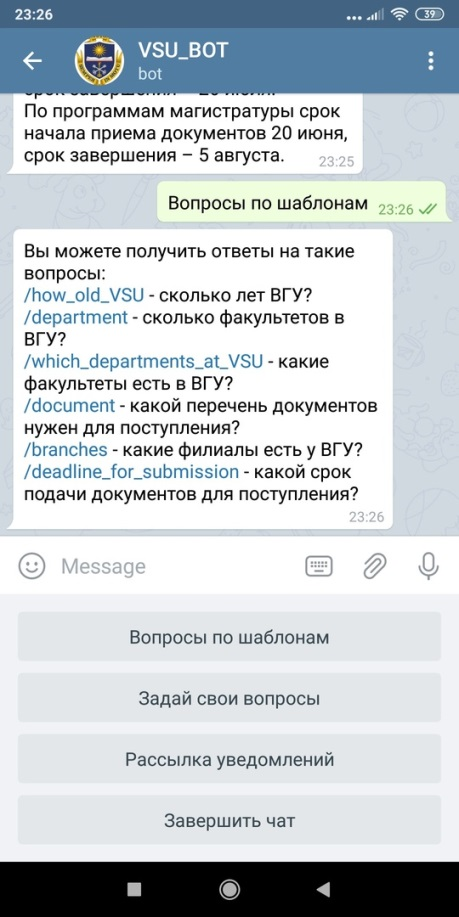 23:26
39
VSU_BOT
bot
По программам магистратуры срок
начала приема документов 20 июня,
срок завершения – 5 августа.
23:25
Вопросы по шаблонам
23:26
Вы можете получить ответы на такие
вопросы:
/how_old_VSU - сколько лет ВГУ?
/department - сколько факультетов в
ВГУ?
/which_departments_at_VSU - какие
факультеты есть в ВГУ?
/document - какой перечень документов
нужен для поступления?
/branches - какие филиалы есть у ВГУ?
/deadline_for_submission - какой срок
подачи документов для поступления?
23:26
Message
Вопросы по шаблонам
Задай свои вопросы
Рассылка уведомлений
Завершить чат